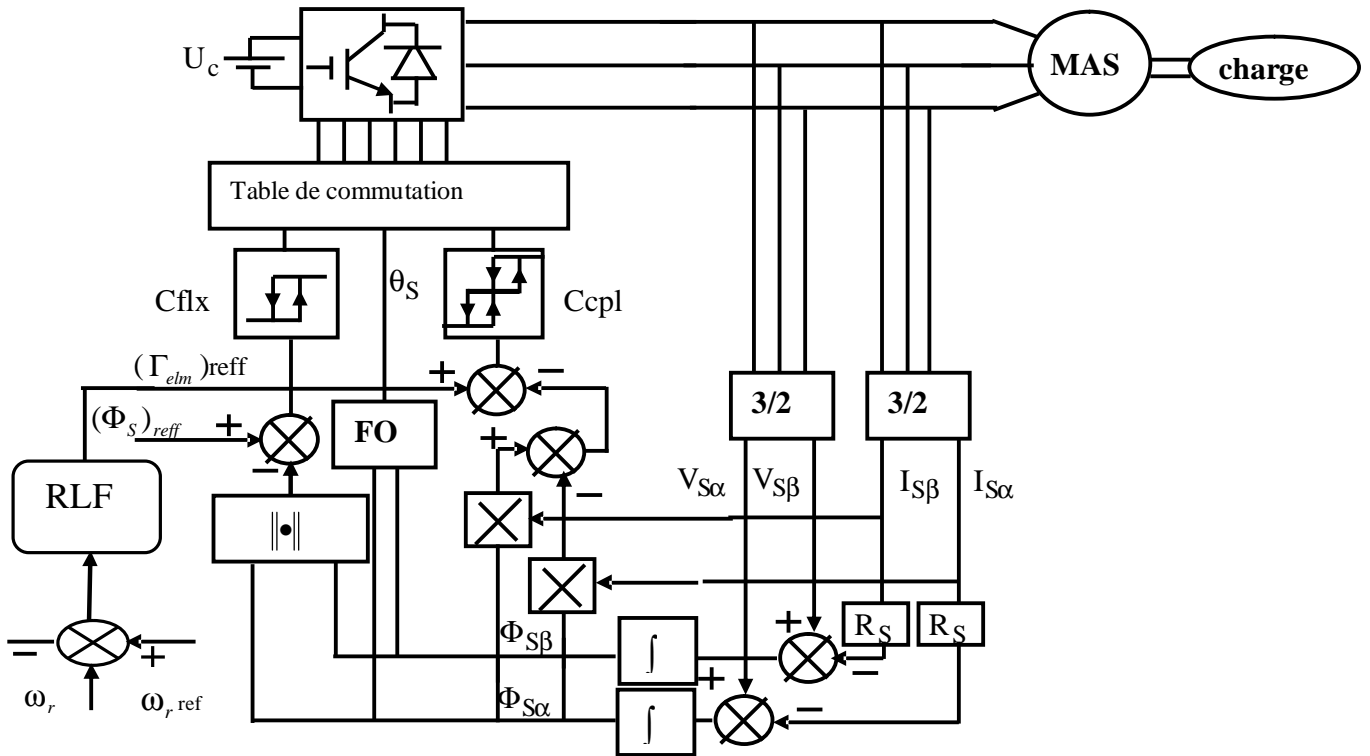 U_c
MAS
charge
Table de commutation
Cflx
θ_S
Ccpl
(Γ_elm)reff
+
−
3/2
3/2
(Φ_S)_reff
+
−
FO
+
−
RLF
‖•‖
V_Sα
V_Sβ
I_Sβ
I_Sα
R_S
R_S
Φ_Sβ
∫
+
−
Φ_Sα
∫
+
−
−
+
ω_r
ω_r ref